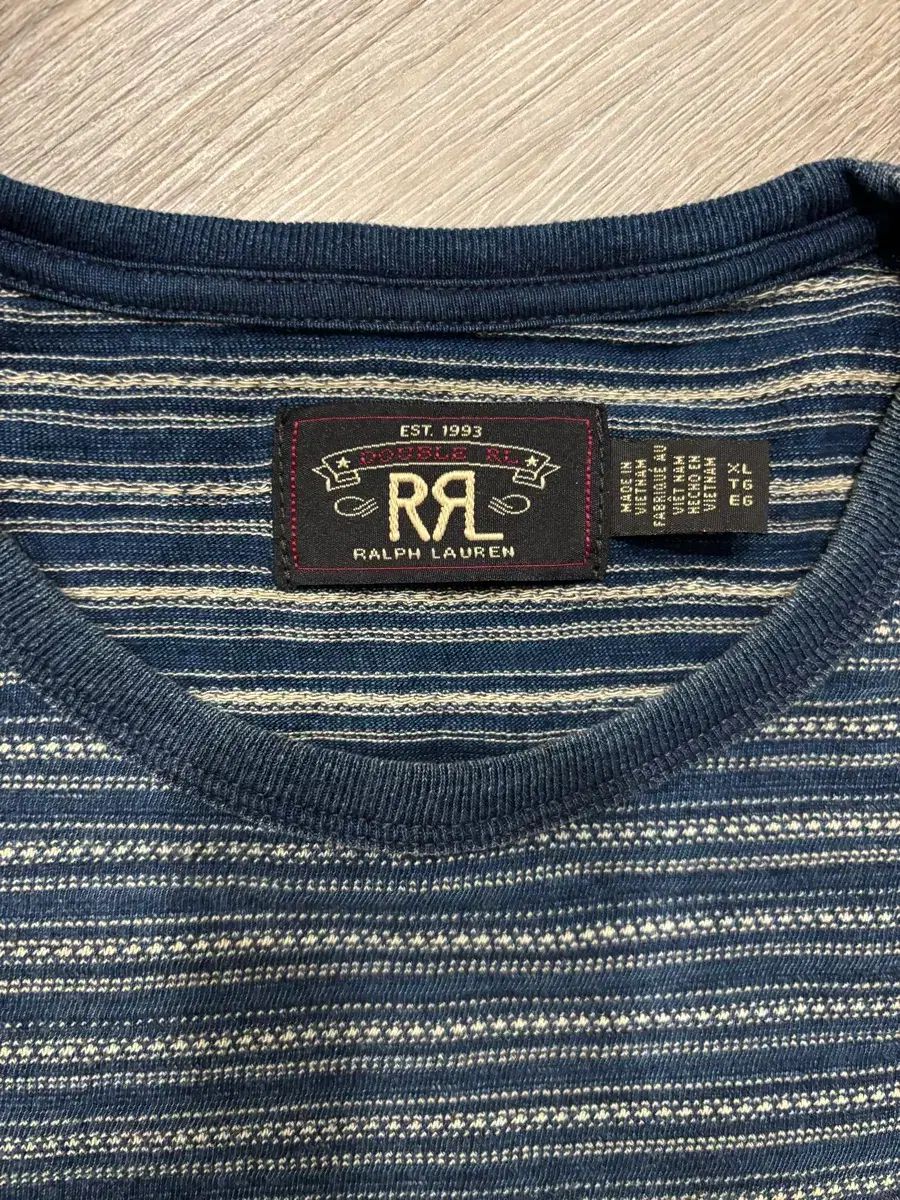 EST. 1993
DOUBLE RL
RRL
RALPH LAUREN
MADE IN
VIETNAM
FABRIQUÉ AU
VIET NAM
HECHO EN
VIETNAM
XL
TG
EG